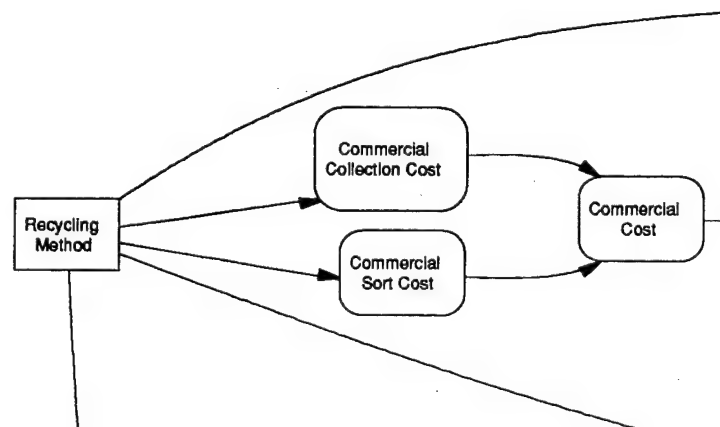 Commercial
Collection Cost
Recycling
Method
Commercial
Cost
Commercial
Sort Cost